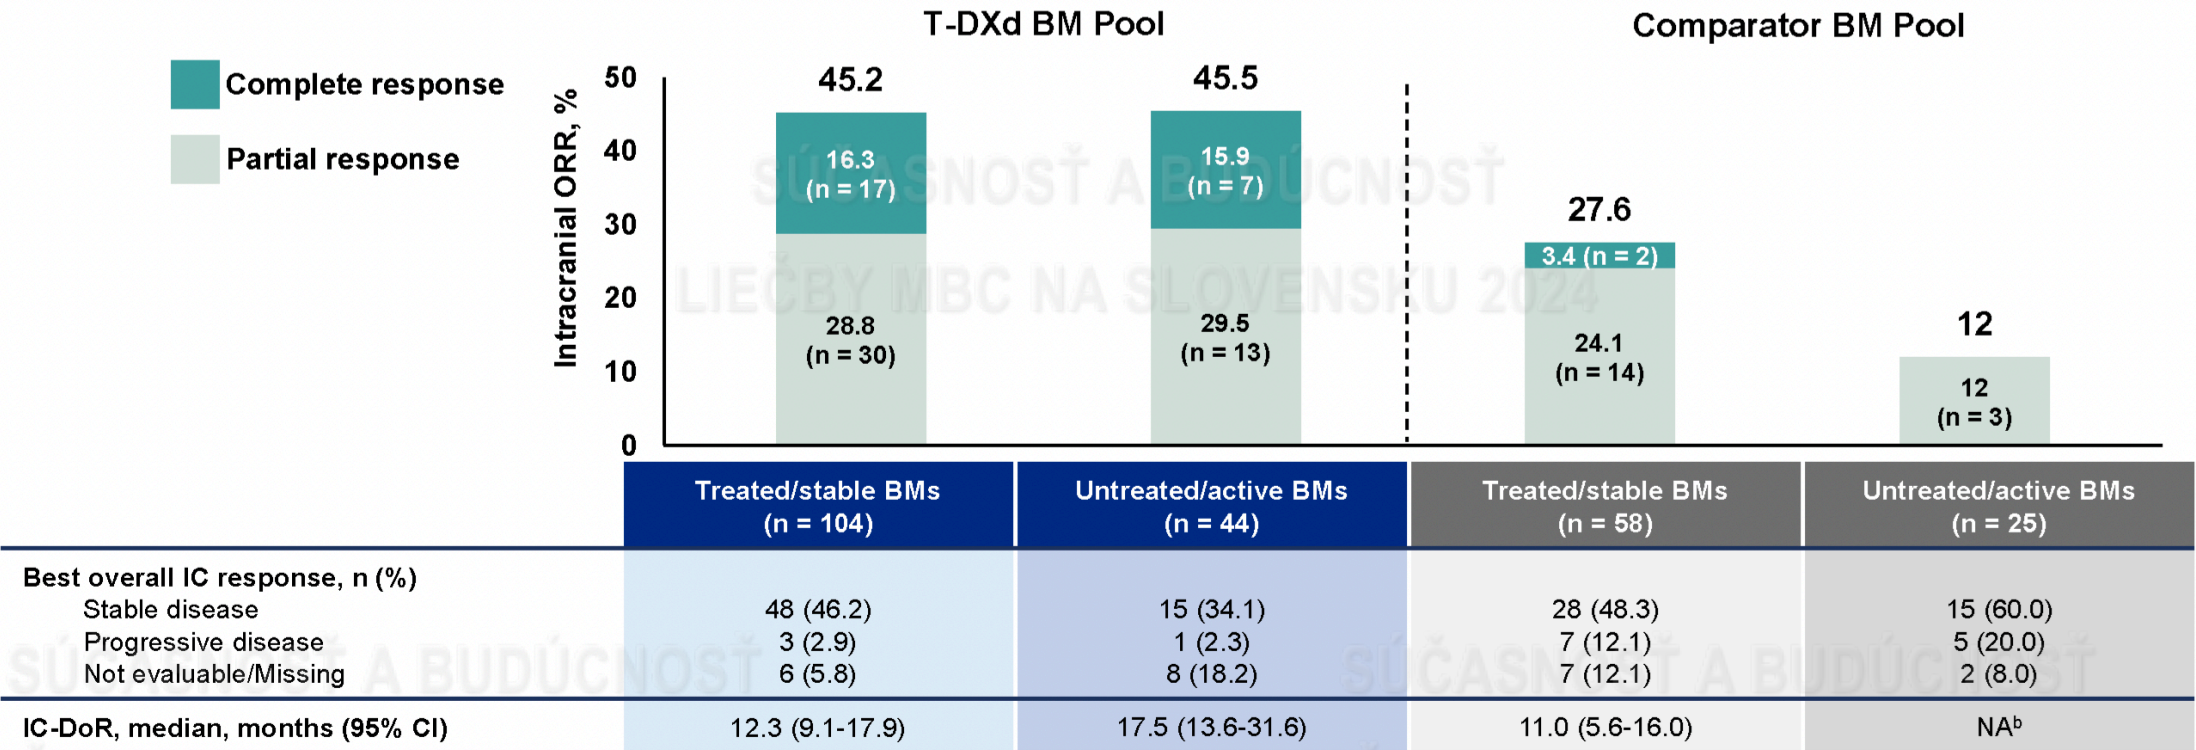 T-DXd BM Pool
Comparator BM Pool
Complete response
Partial response
Intracranial ORR, %
50
40
30
20
10
0
45.2
16.3
(n = 17)
28.8
(n = 30)
45.5
15.9
(n = 7)
29.5
(n = 13)
27.6
3.4 (n = 2)
24.1
(n = 14)
12
12
(n = 3)
SÚČASNOSŤ A BUDÚCNOSŤ
LIEČBY MBC NA SLOVENSKU 2024
Treated/stable BMs
(n = 104)
Untreated/active BMs
(n = 44)
Treated/stable BMs
(n = 58)
Untreated/active BMs
(n = 25)
Best overall IC response, n (%)
Stable disease 48 (46.2) 15 (34.1) 28 (48.3) 15 (60.0)
Progressive disease 3 (2.9) 1 (2.3) 7 (12.1) 5 (20.0)
Not evaluable/Missing 6 (5.8) 8 (18.2) 7 (12.1) 2 (8.0)
SÚČASNOSŤ A BUDÚCNOSŤ SÚČASNOSŤ A BUDÚCNOSŤ
IC-DoR, median, months (95% CI) 12.3 (9.1-17.9) 17.5 (13.6-31.6) 11.0 (5.6-16.0) NAᵇ